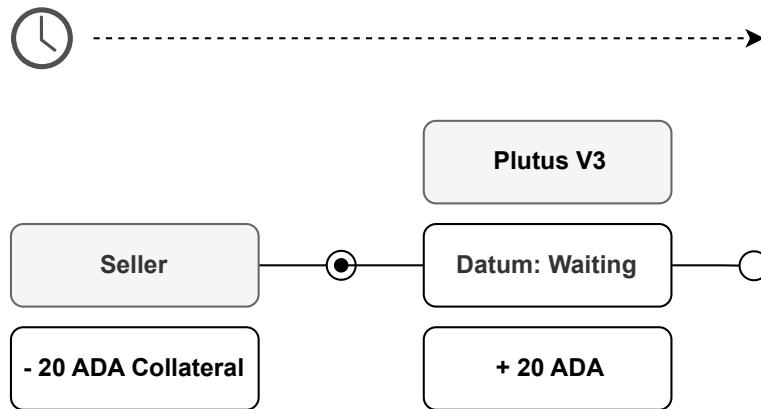 Plutus V3
Seller
Datum: Waiting
- 20 ADA Collateral
+ 20 ADA